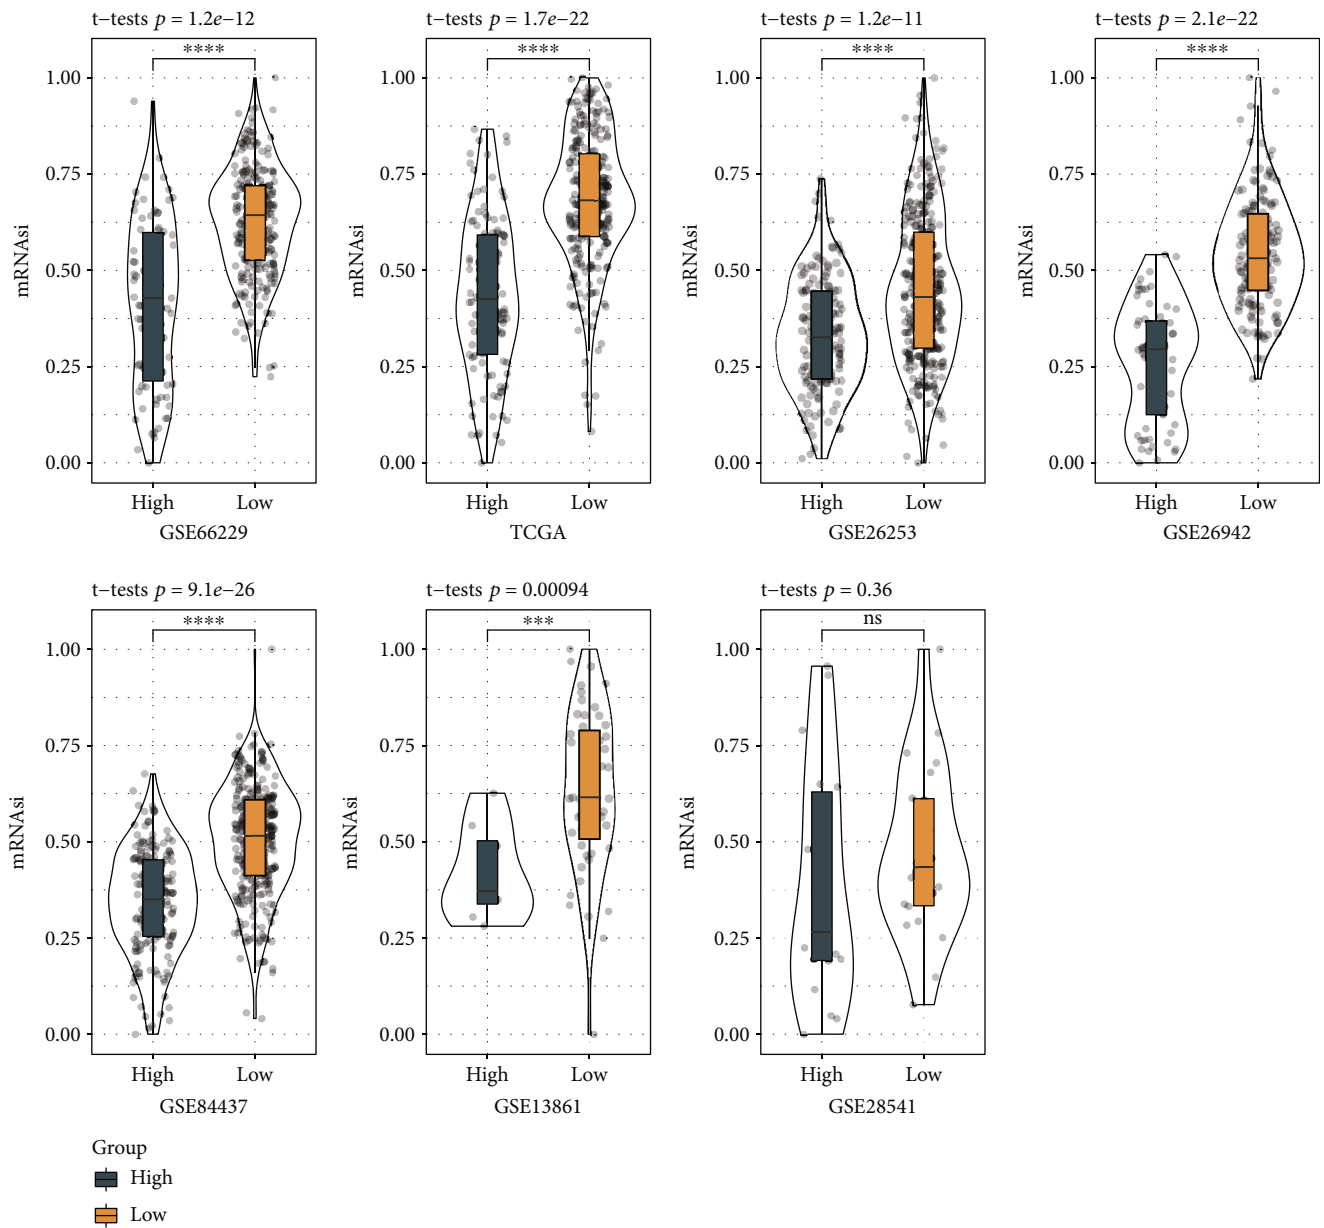 t-tests p = 1.2e-12
t-tests p = 1.7e-22
t-tests p = 1.2e-11
t-tests p = 2.1e-22
****
****
****
****
mRNAsi
1.00
0.75
0.50
0.25
0.00
mRNAsi
1.00
0.75
0.50
0.25
0.00
mRNAsi
1.00
0.75
0.50
0.25
0.00
mRNAsi
1.00
0.75
0.50
0.25
0.00
High Low
High Low
High Low
High Low
GSE66229
TCGA
GSE26253
GSE26942
t-tests p = 9.1e-26
t-tests p = 0.00094
t-tests p = 0.36
****
***
ns
mRNAsi
1.00
0.75
0.50
0.25
0.00
mRNAsi
1.00
0.75
0.50
0.25
0.00
mRNAsi
1.00
0.75
0.50
0.25
0.00
High Low
High Low
High Low
GSE84437
GSE13861
GSE28541
Group
High
Low